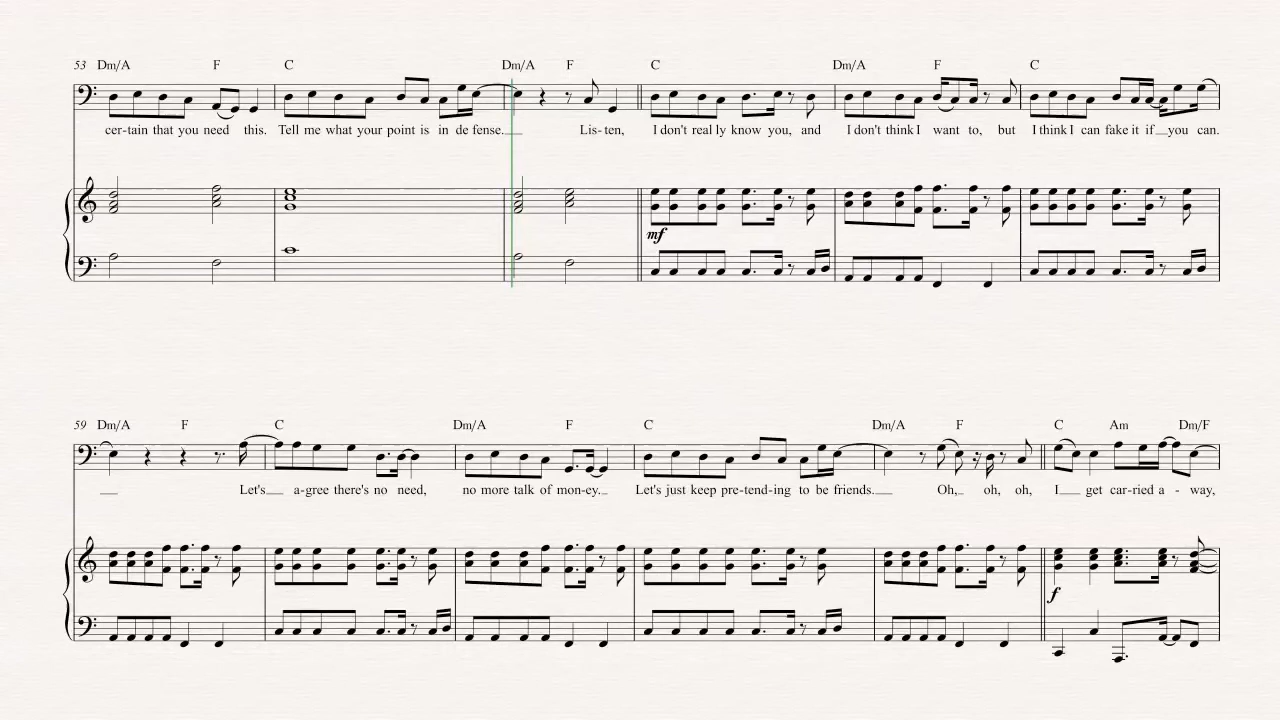 53 Dm/A F C Dm/A F C Dm/A F C
cer-tain that you need this. Tell me what your point is in de fense. Lis-ten, I don't real ly know you, and I don't think I want to, but I think I can fake it if you can.
mf
59 Dm/A F C Dm/A F C Dm/A F C Am Dm/F
Let's a-gree there's no need, no more talk of mon-ey. Let's just keep pre-tend-ing to be friends. Oh, oh, oh, I get car-ried a - way,
f